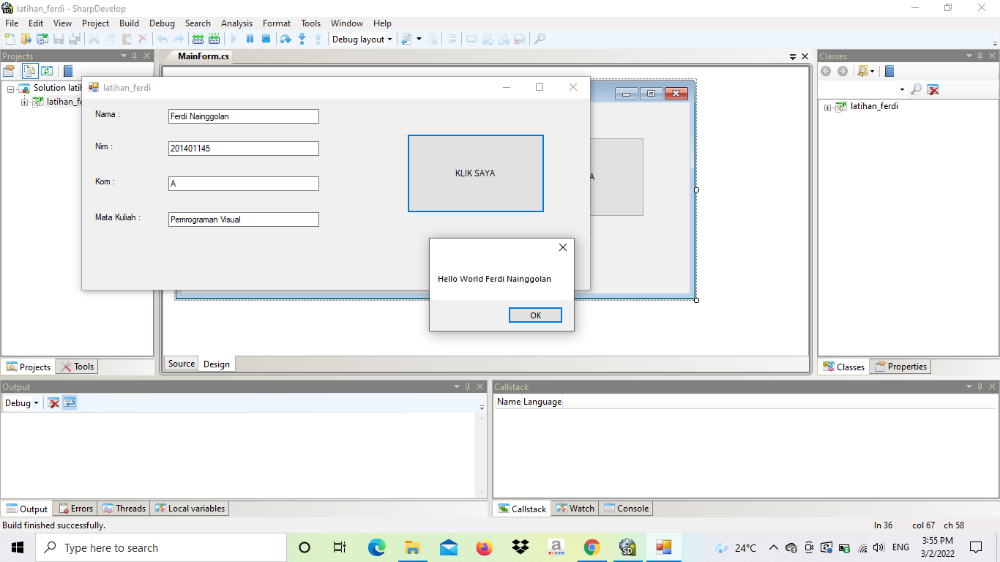 latihan_ferdi - SharpDevelop
File Edit View Project Build Debug Search Analysis Format Tools Window Help
Debug layout
Projects
MainForm.cs
Classes
Solution latih
latihan_fe
latihan_ferdi
latihan_ferdi
Nama :
Ferdi Nainggolan
Nim :
201401145
Kom :
A
Mata Kuliah :
Pemrograman Visual
KLIK SAYA
A
Hello World Ferdi Nainggolan
OK
Source Design
Projects Tools
Classes Properties
Output
Callstack
Debug
Name Language
Output Errors Threads Local variables
Callstack Watch Console
Build finished successfully.
ln 36 col 67 ch 58
Type here to search
SD
24°C
ENG
3:55 PM
3/2/2022